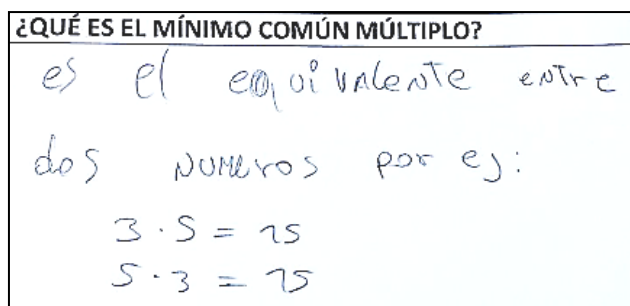 ¿QUÉ ES EL MÍNIMO COMÚN MÚLTIPLO?
es el equivalente entre
dos numeros por ej:
3 · 5 = 15
5 · 3 = 15